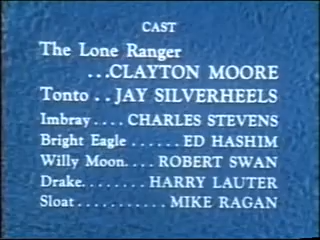 CAST
The Lone Ranger
...CLAYTON MOORE
Tonto..JAY SILVERHEELS
Imbray....CHARLES STEVENS
Bright Eagle......ED HASHIM
Willy Moon....ROBERT SWAN
Drake........HARRY LAUTER
Sloat...........MIKE RAGAN